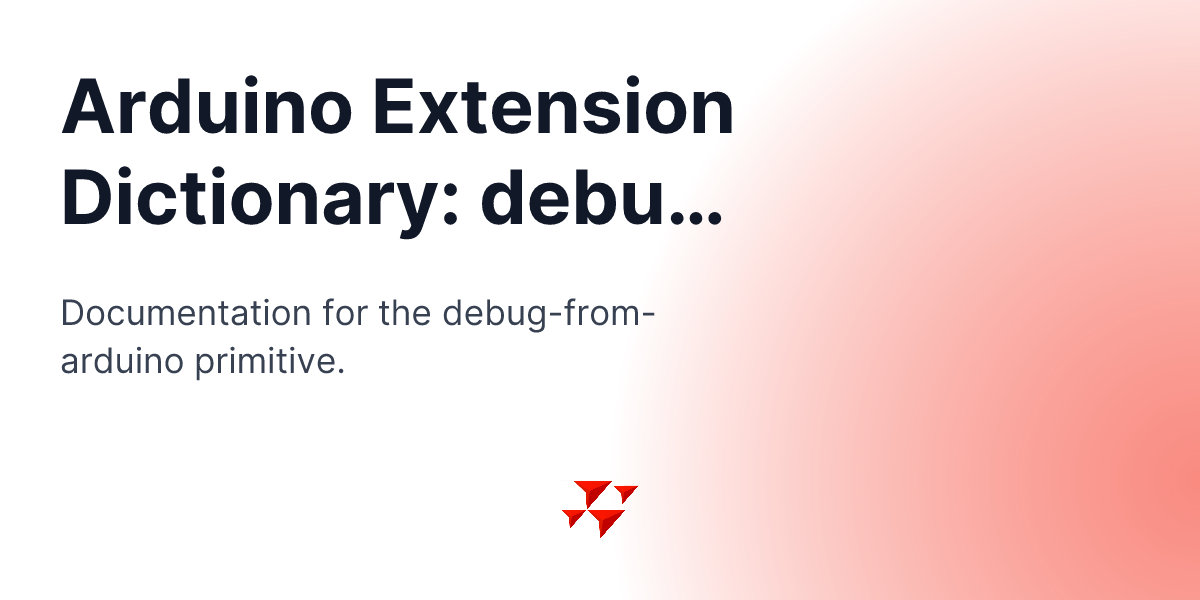 Arduino Extension
Dictionary: debu...
Documentation for the debug-from-
arduino primitive.